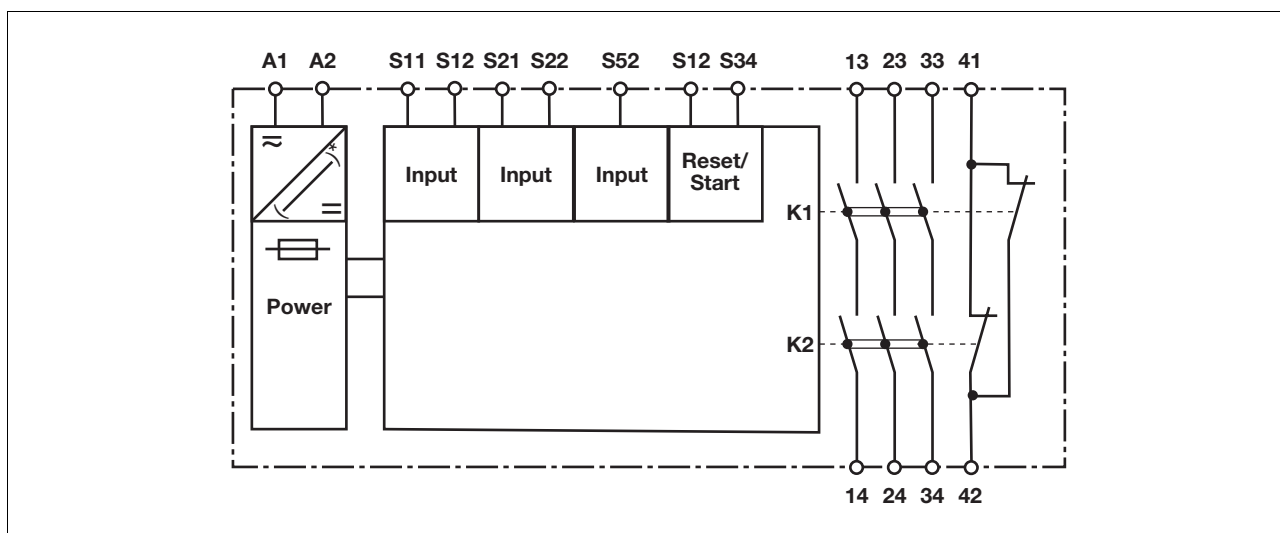 A1 A2 S11 S12 S21 S22 S52 S12 S34 13 23 33 41
Input Input Input Reset/
Start
K1
Power
K2
14 24 34 42